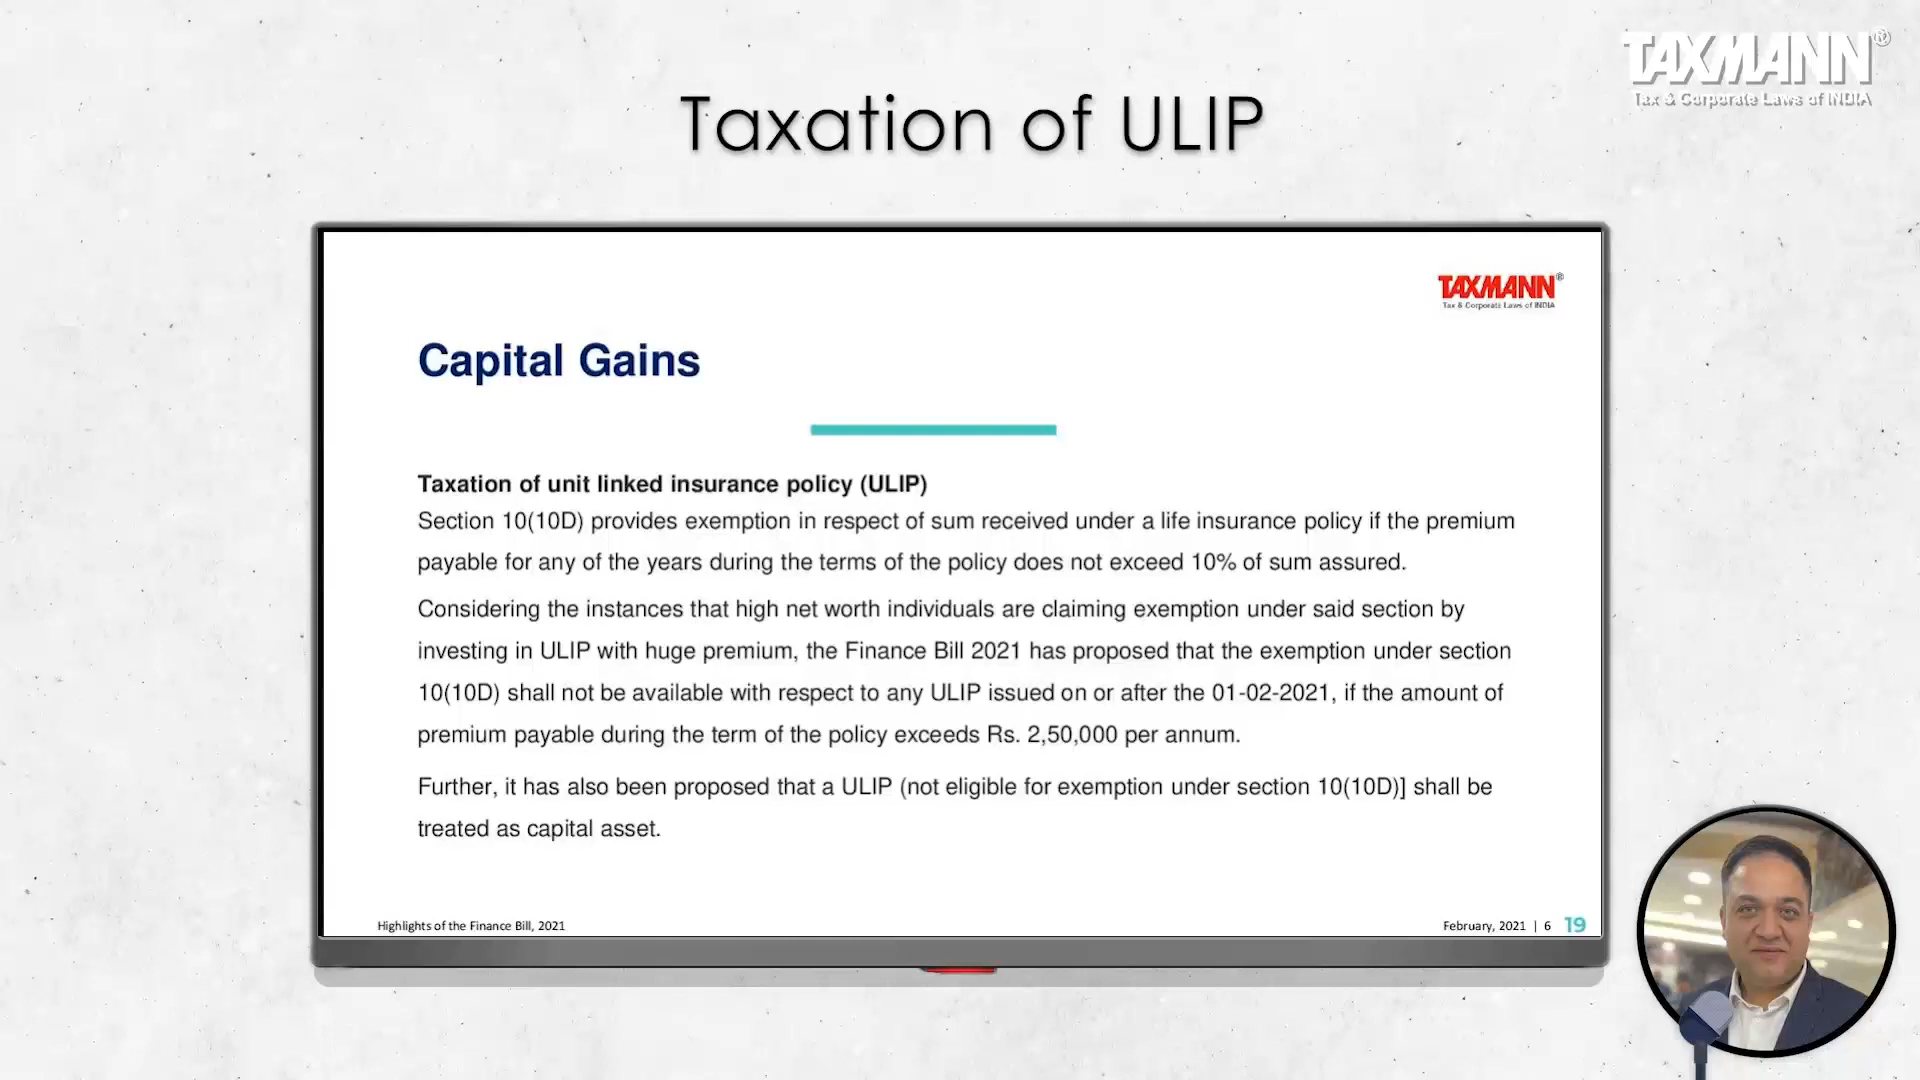 TAXMANN®
Tax & Corporate Laws of INDIA
Taxation of ULIP
TAXMANN®
Tax & Corporate Laws of INDIA
Capital Gains
Taxation of unit linked insurance policy (ULIP)
Section 10(10D) provides exemption in respect of sum received under a life insurance policy if the premium
payable for any of the years during the terms of the policy does not exceed 10% of sum assured.
Considering the instances that high net worth individuals are claiming exemption under said section by
investing in ULIP with huge premium, the Finance Bill 2021 has proposed that the exemption under section
10(10D) shall not be available with respect to any ULIP issued on or after the 01-02-2021, if the amount of
premium payable during the term of the policy exceeds Rs. 2,50,000 per annum.
Further, it has also been proposed that a ULIP (not eligible for exemption under section 10(10D)] shall be
treated as capital asset.
Highlights of the Finance Bill, 2021
February, 2021 | 6 19